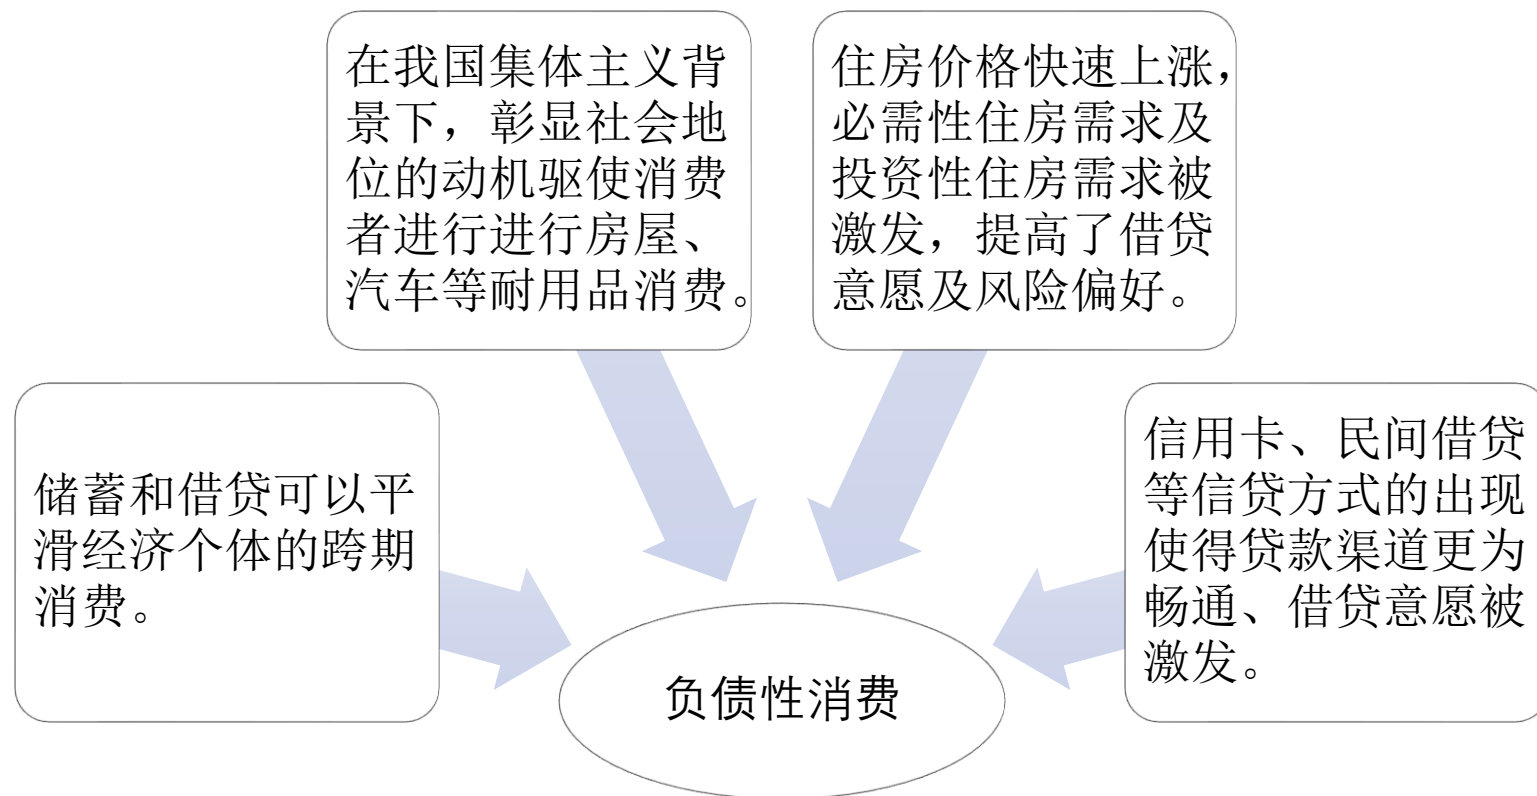 在我国集体主义背
景下，彰显社会地
位的动机驱使消费
者进行进行房屋、
汽车等耐用品消费。
住房价格快速上涨，
必需性住房需求及
投资性住房需求被
激发，提高了借贷
意愿及风险偏好。
储蓄和借贷可以平
滑经济个体的跨期
消费。
信用卡、民间借贷
等信贷方式的出现
使得贷款渠道更为
畅通、借贷意愿被
激发。
负债性消费